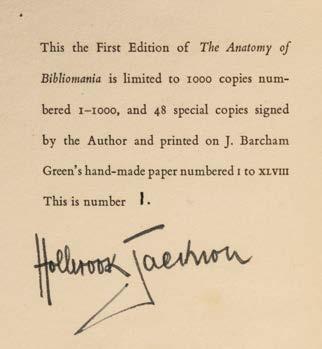 This the First Edition of The Anatomy of
Bibliomania is limited to 1000 copies num-
bered 1–1000, and 48 special copies signed
by the Author and printed on J. Barcham
Green's hand-made paper numbered I to XLVIII
This is number 1.
Holbrook Jackson